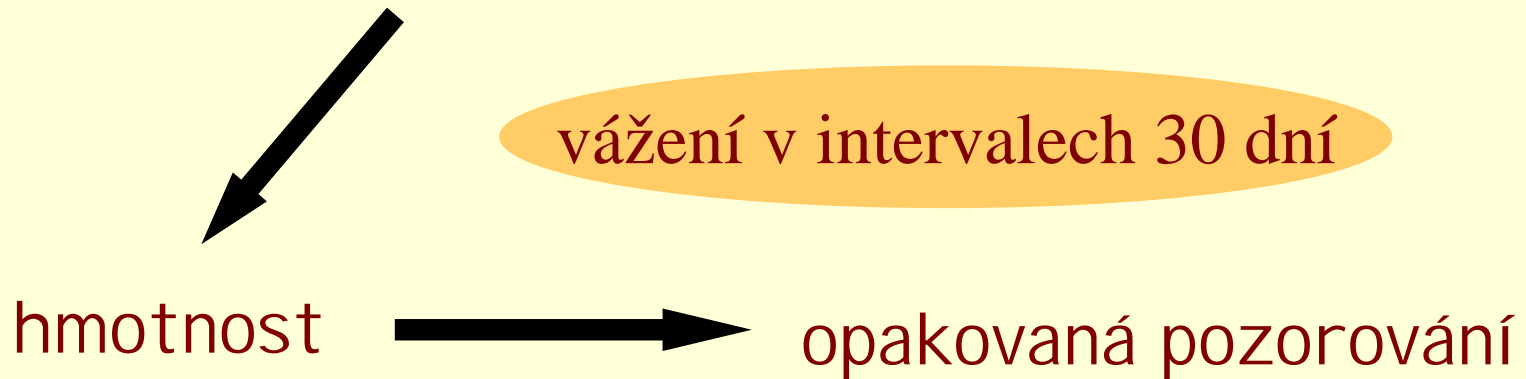 vážení v intervalech 30 dní
hmotnost
opakovaná pozorování